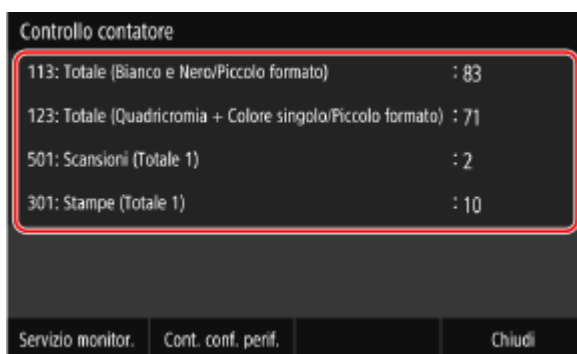 Controllo contatore
113: Totale (Bianco e Nero/Piccolo formato) : 83
123: Totale (Quadricromia + Colore singolo/Piccolo formato) : 71
501: Scansioni (Totale 1) : 2
301: Stampe (Totale 1) : 10
Servizio monitor. Cont. conf. perif. Chiudi